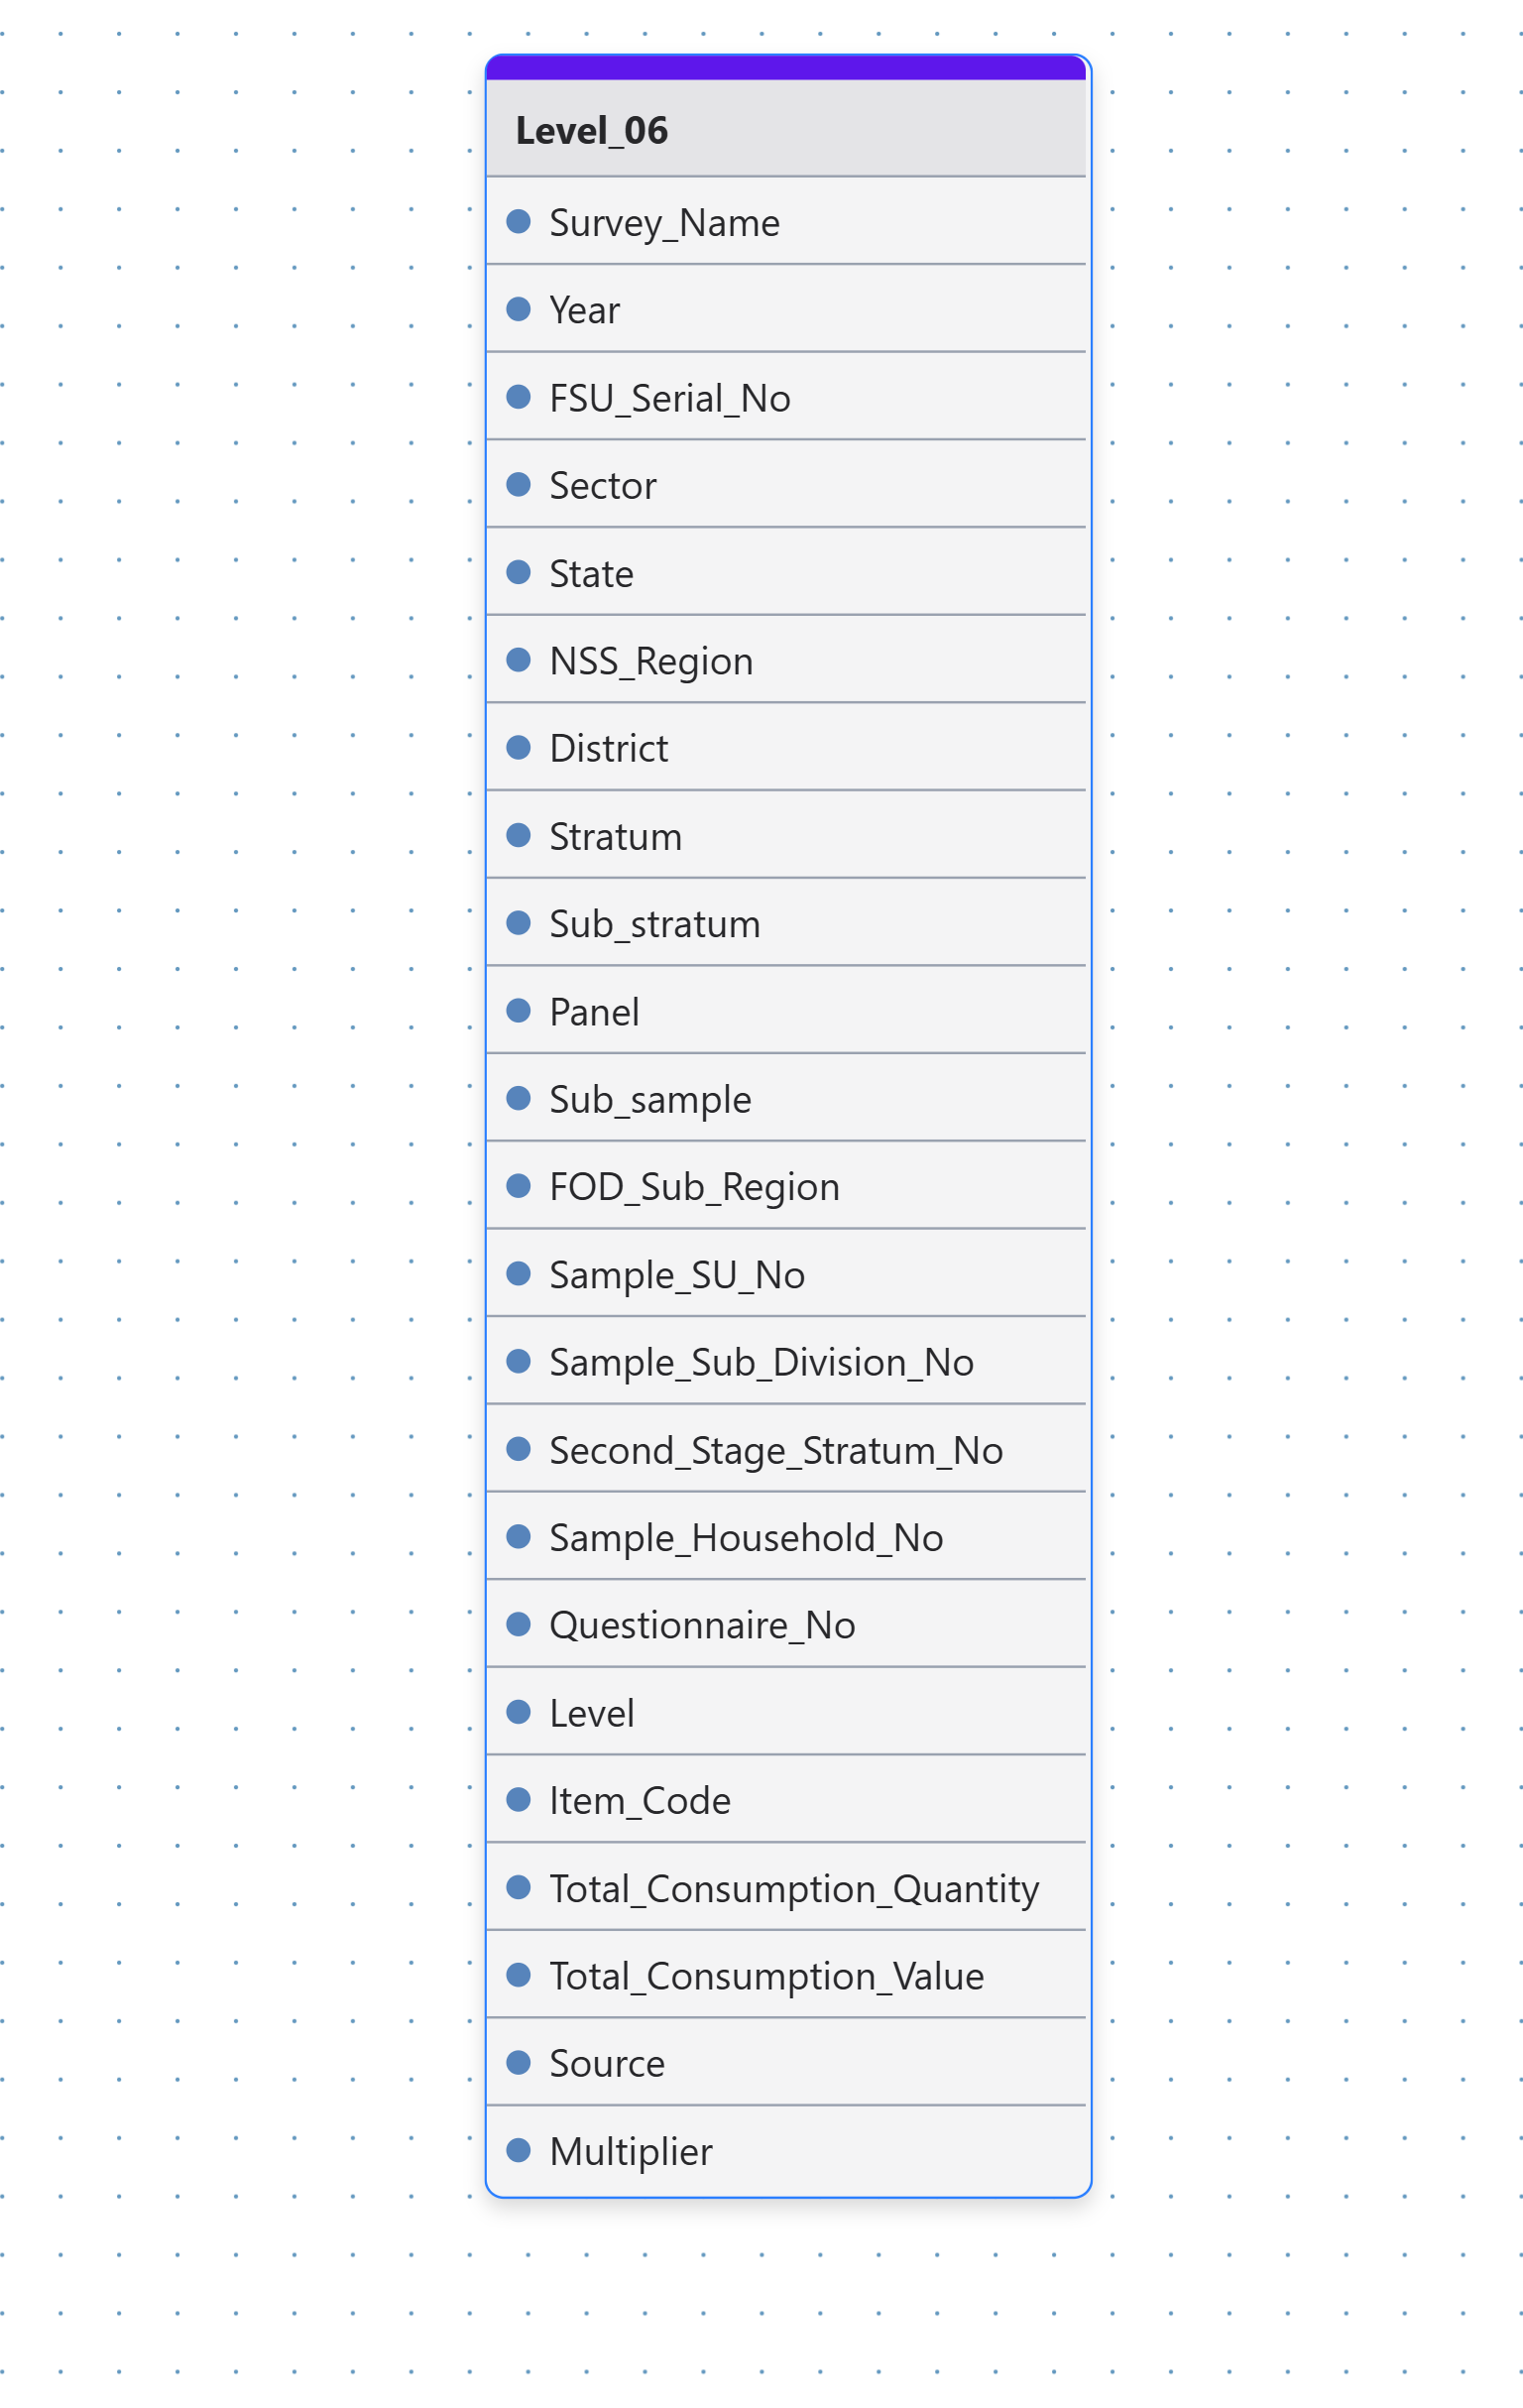 Level_06
Survey_Name
Year
FSU_Serial_No
Sector
State
NSS_Region
District
Stratum
Sub_stratum
Panel
Sub_sample
FOD_Sub_Region
Sample_SU_No
Sample_Sub_Division_No
Second_Stage_Stratum_No
Sample_Household_No
Questionnaire_No
Level
Item_Code
Total_Consumption_Quantity
Total_Consumption_Value
Source
Multiplier